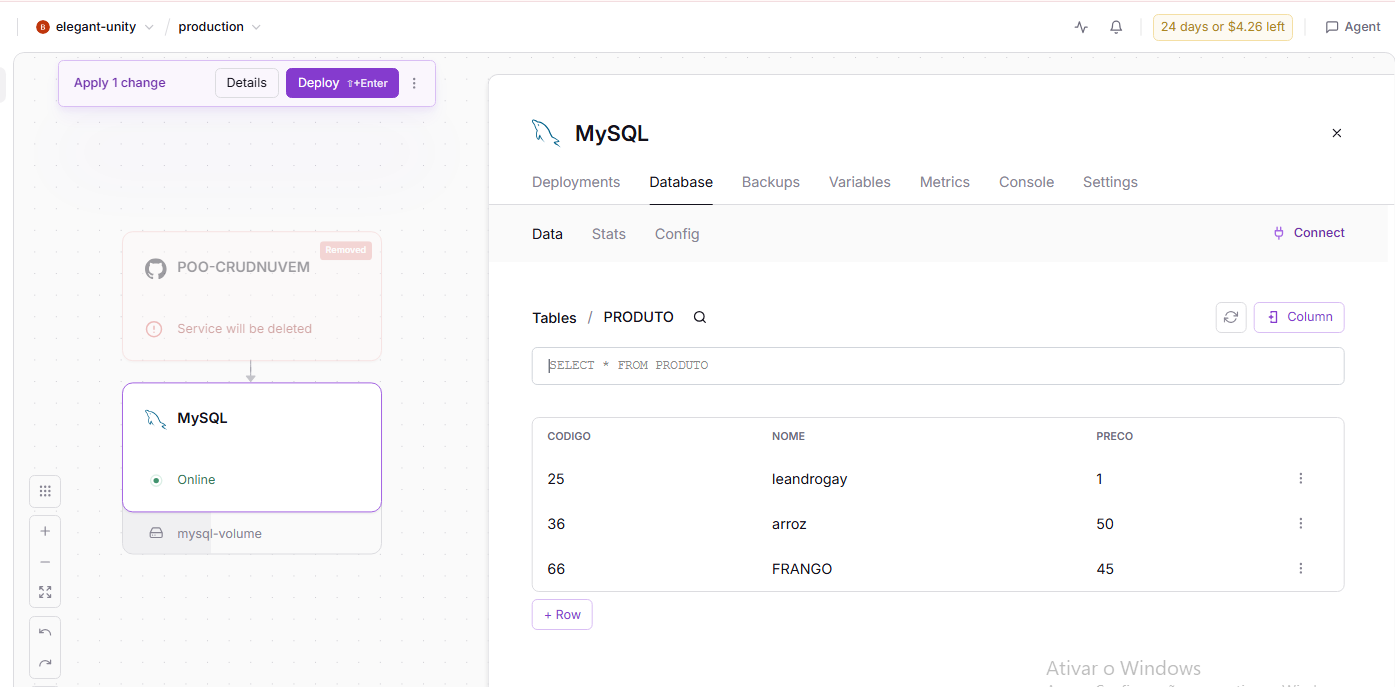 B elegant-unity / production
24 days or $4.26 left
Agent
Apply 1 change
Details
Deploy ⇧+Enter
Removed
POO-CRUDNUVEM
Service will be deleted
MySQL
Online
mysql-volume
MySQL
Deployments Database Backups Variables Metrics Console Settings
Data Stats Config
Connect
Tables / PRODUTO
Column
SELECT * FROM PRODUTO
CODIGO NOME PRECO
25 leandrogay 1
36 arroz 50
66 FRANGO 45
+ Row
Ativar o Windows